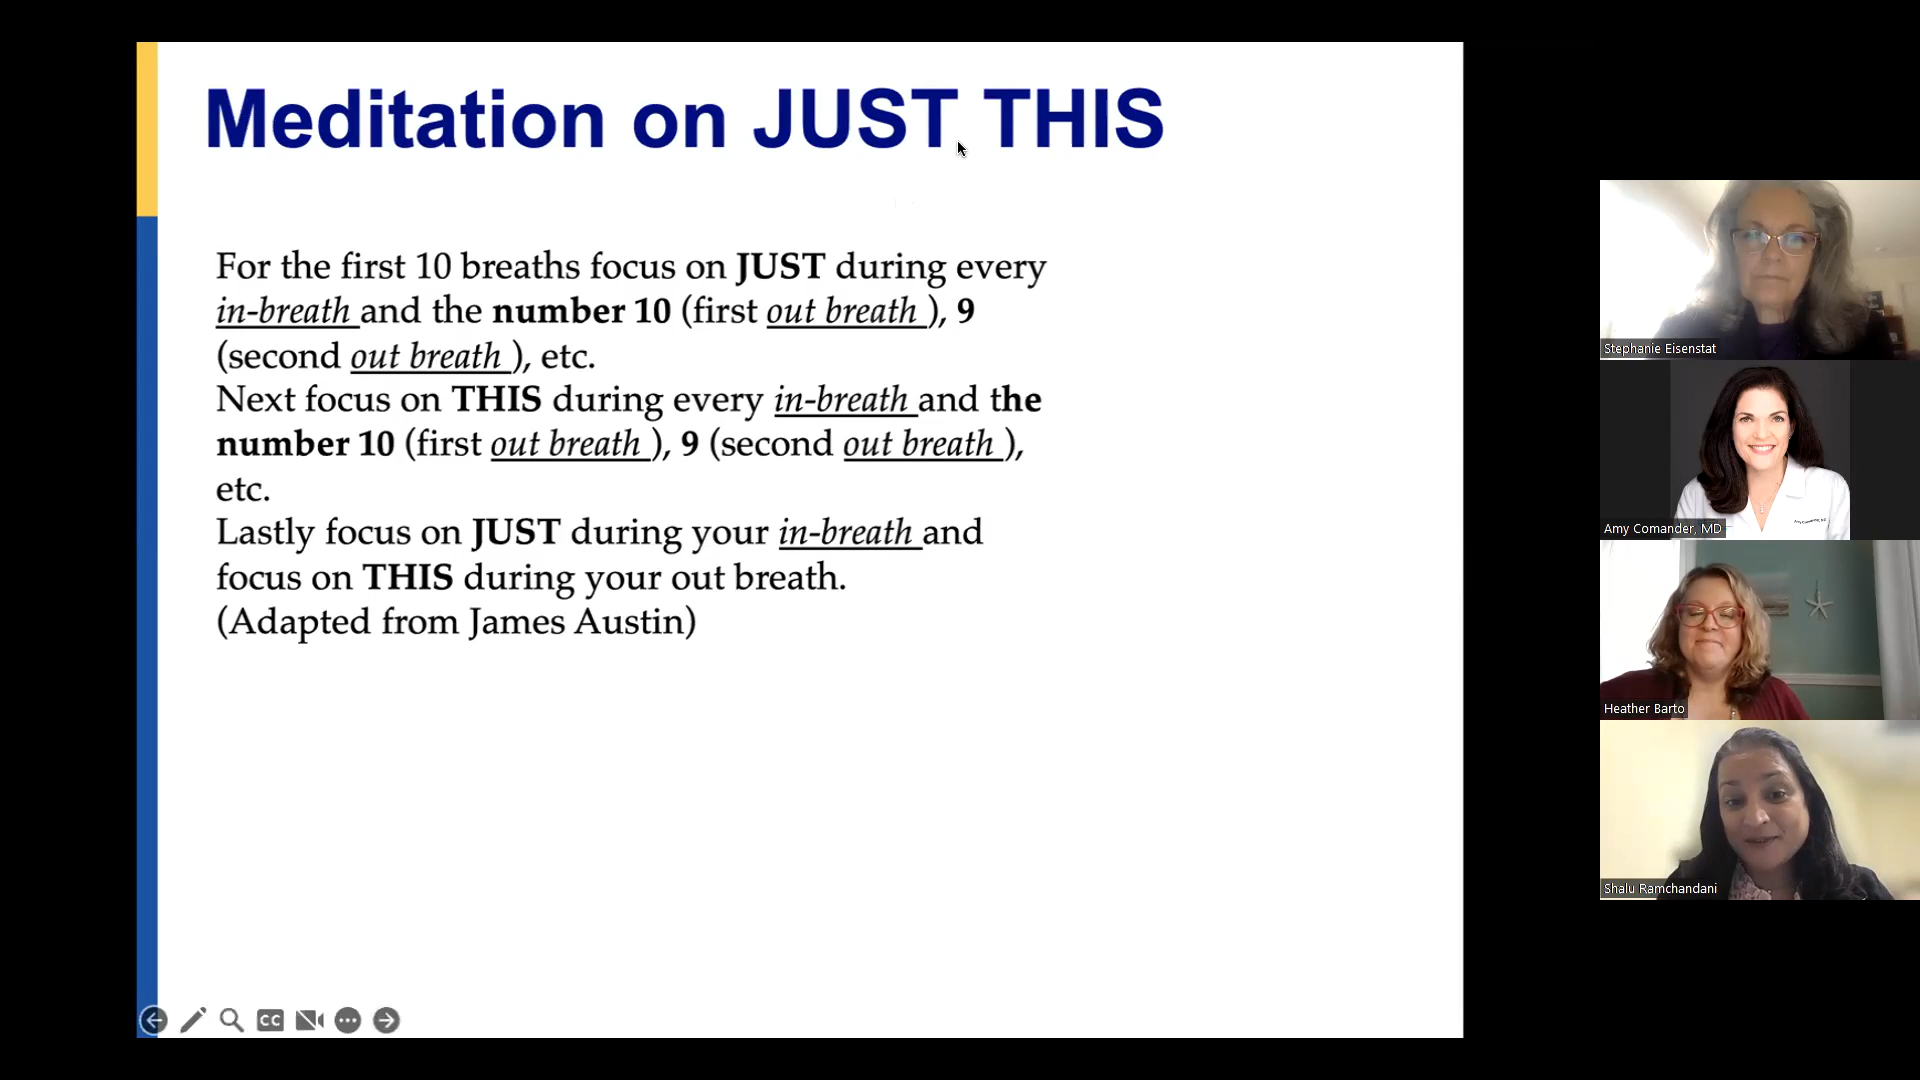 Meditation on JUST THIS
For the first 10 breaths focus on JUST during every
in-breath and the number 10 (first out breath ), 9
(second out breath ), etc.
Next focus on THIS during every in-breath and the
number 10 (first out breath ), 9 (second out breath ),
etc.
Lastly focus on JUST during your in-breath and
focus on THIS during your out breath.
(Adapted from James Austin)
CC
Stephanie Eisenstat
Amy Comander, MD
Heather Barto
Shalu Ramchandani